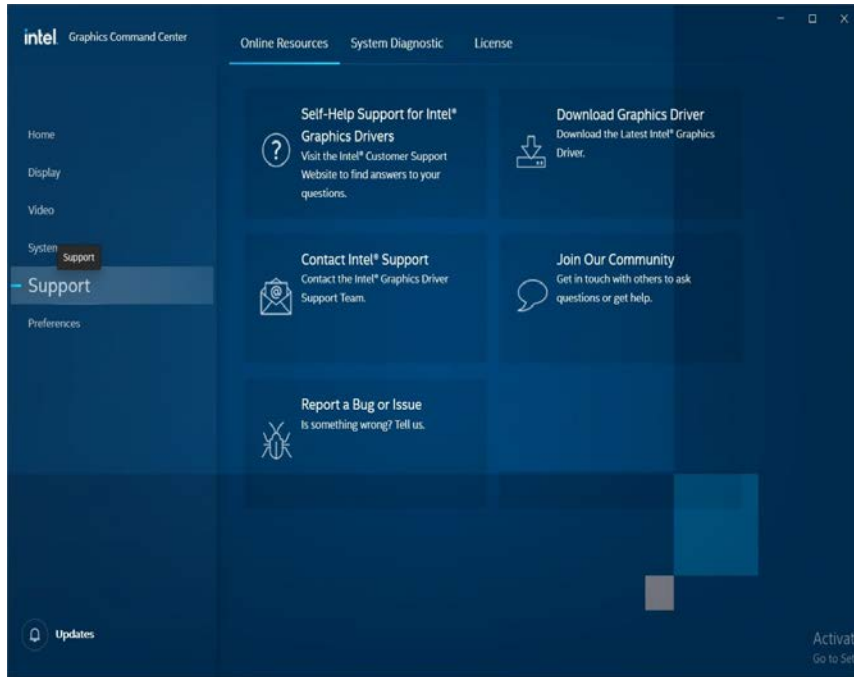 intel. Graphics Command Center
Online Resources System Diagnostic License
Home
Display
Video
System
Support
Support
Preferences
Self-Help Support for Intel®
Graphics Drivers
Visit the Intel® Customer Support
Website to find answers to your
questions.
Download Graphics Driver
Download the Latest Intel® Graphics
Driver.
Contact Intel® Support
Contact the Intel® Graphics Driver
Support Team.
Join Our Community
Get in touch with others to ask
questions or get help.
Report a Bug or Issue
Is something wrong? Tell us.
Updates
Activat
Go to Set